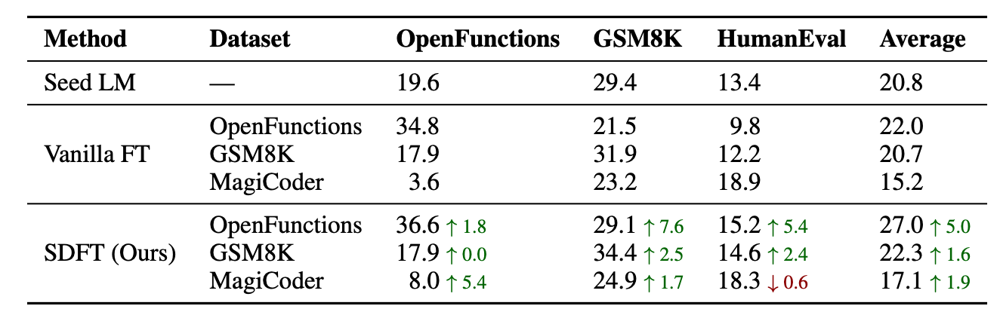 Method Dataset OpenFunctions GSM8K HumanEval Average
Seed LM — 19.6 29.4 13.4 20.8
OpenFunctions 34.8 21.5 9.8 22.0
Vanilla FT GSM8K 17.9 31.9 12.2 20.7
MagiCoder 3.6 23.2 18.9 15.2
OpenFunctions 36.6 ↑ 1.8 29.1 ↑ 7.6 15.2 ↑ 5.4 27.0 ↑ 5.0
SDFT (Ours) GSM8K 17.9 ↑ 0.0 34.4 ↑ 2.5 14.6 ↑ 2.4 22.3 ↑ 1.6
MagiCoder 8.0 ↑ 5.4 24.9 ↑ 1.7 18.3 ↓ 0.6 17.1 ↑ 1.9